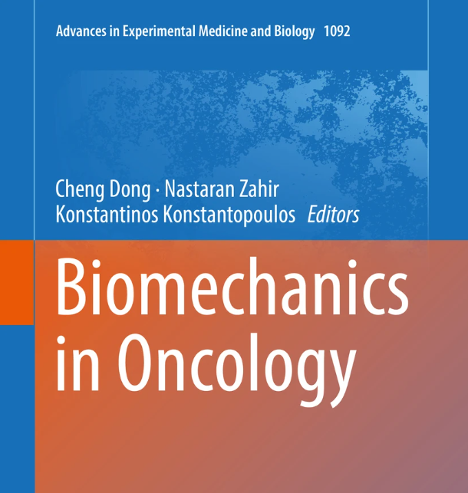 Advances in Experimental Medicine and Biology 1092
Cheng Dong · Nastaran Zahir
Konstantinos Konstantopoulos Editors
Biomechanics
in Oncology